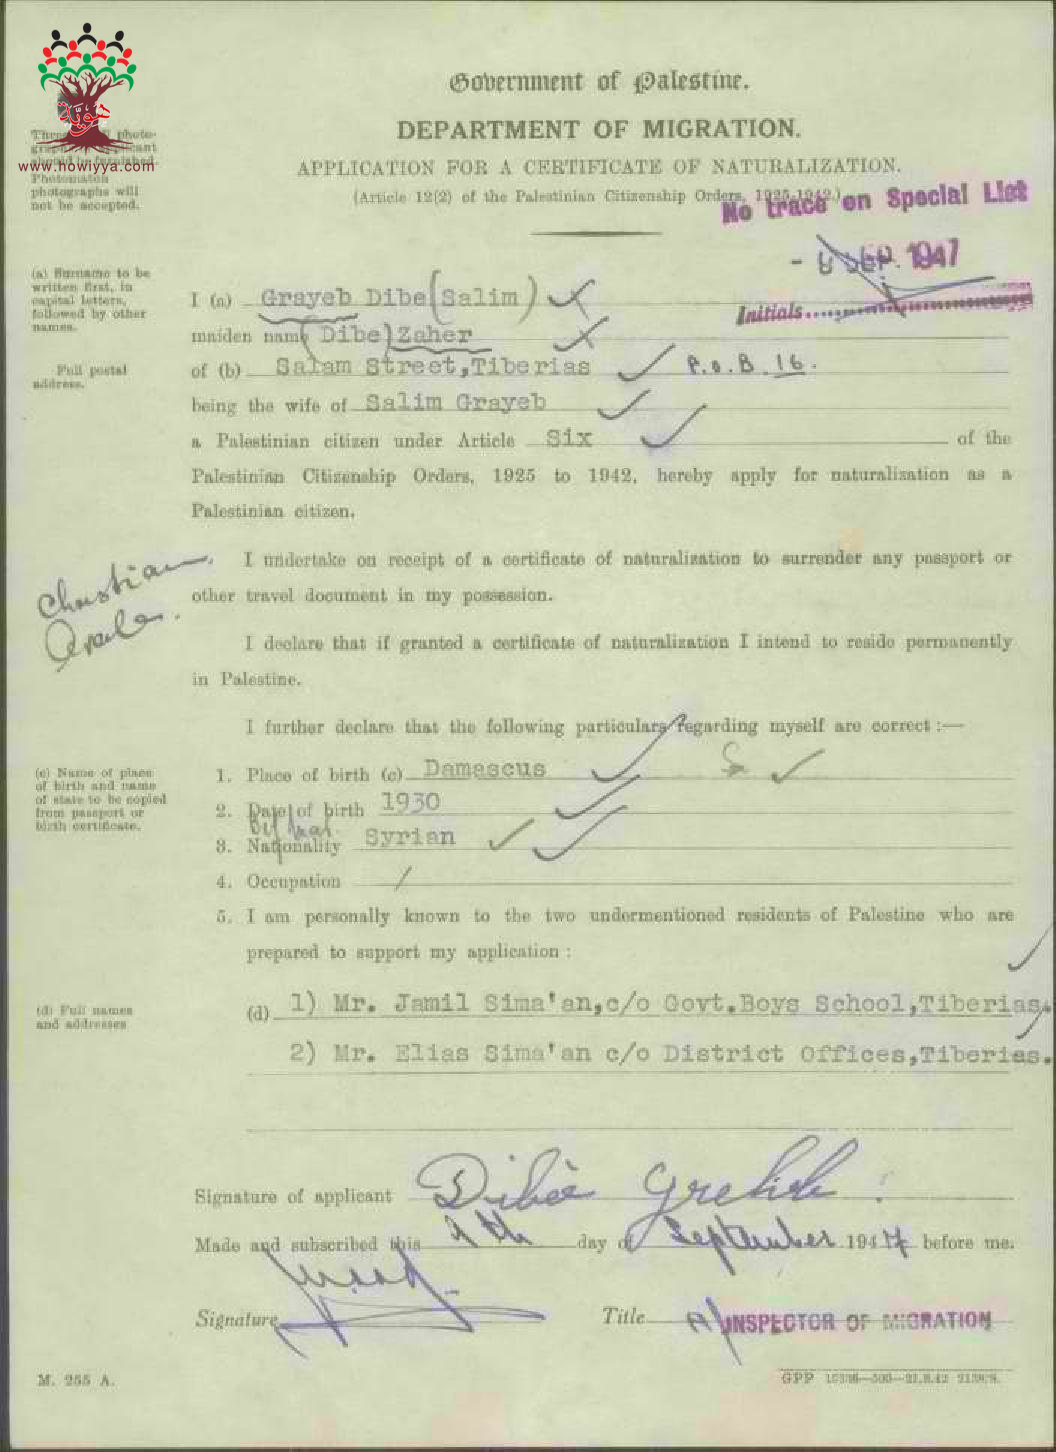 هوية
www.howiyya.com
Government of Palestine.
DEPARTMENT OF MIGRATION.
APPLICATION FOR A CERTIFICATE OF NATURALIZATION.
(Article 12(2) of the Palestinian Citizenship Orders, 1925-1942.)
No trace on Special List
SEP. 1947
Initials
photo-
should be furnished.
Photomaton
photographs will
not be accepted.
(a) Surname to be
written first, in
capital letters,
followed by other
names.
I (a) Grayeb Dibe (Salim)
maiden name (Dibe) Zaher
Full postal
address.
of (b) Salam Street,Tiberias P.O.B 16.
being the wife of Salim Grayeb
a Palestinian citizen under Article Six of the
Palestinian Citizenship Orders, 1925 to 1942, hereby apply for naturalization as a
Palestinian citizen.
Christian
Arab.
I undertake on receipt of a certificate of naturalization to surrender any passport or
other travel document in my possession.
I declare that if granted a certificate of naturalization I intend to reside permanently
in Palestine.
I further declare that the following particulars regarding myself are correct :—
(c) Name of place
of birth and name
of state to be copied
from passport or
birth certificate.
1. Place of birth (c) Damascus
2. Date of birth 1930
3. Nationality Syrian
4. Occupation /
5. I am personally known to the two undermentioned residents of Palestine who are
prepared to support my application :
(d) Full names
and addresses
(d) 1) Mr. Jamil Sima'an,c/o Govt.Boys School,Tiberias.
2) Mr. Elias Sima'an c/o District Offices,Tiberias.
Signature of applicant Dibée Greheb
Made and subscribed this day of September 1947 before me.
Signature
Title A/INSPECTOR OF MIGRATION
M. 255 A.
GPP